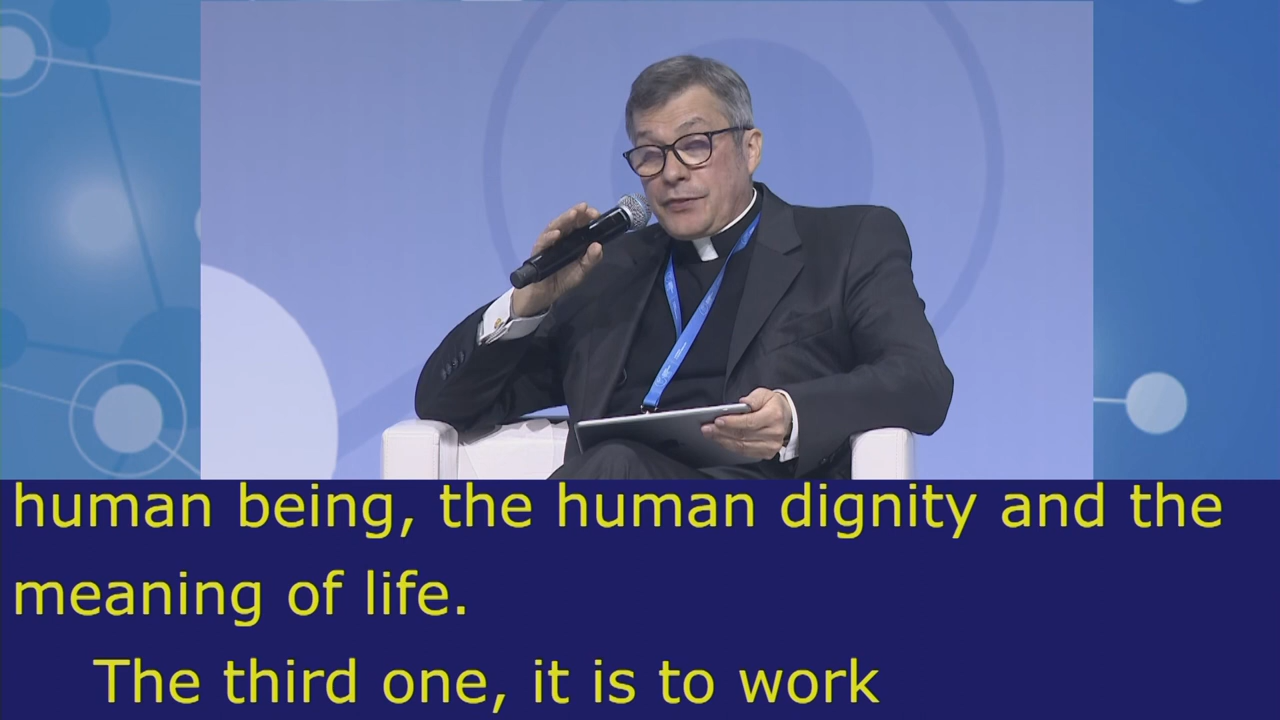 human being, the human dignity and the
meaning of life.
The third one, it is to work